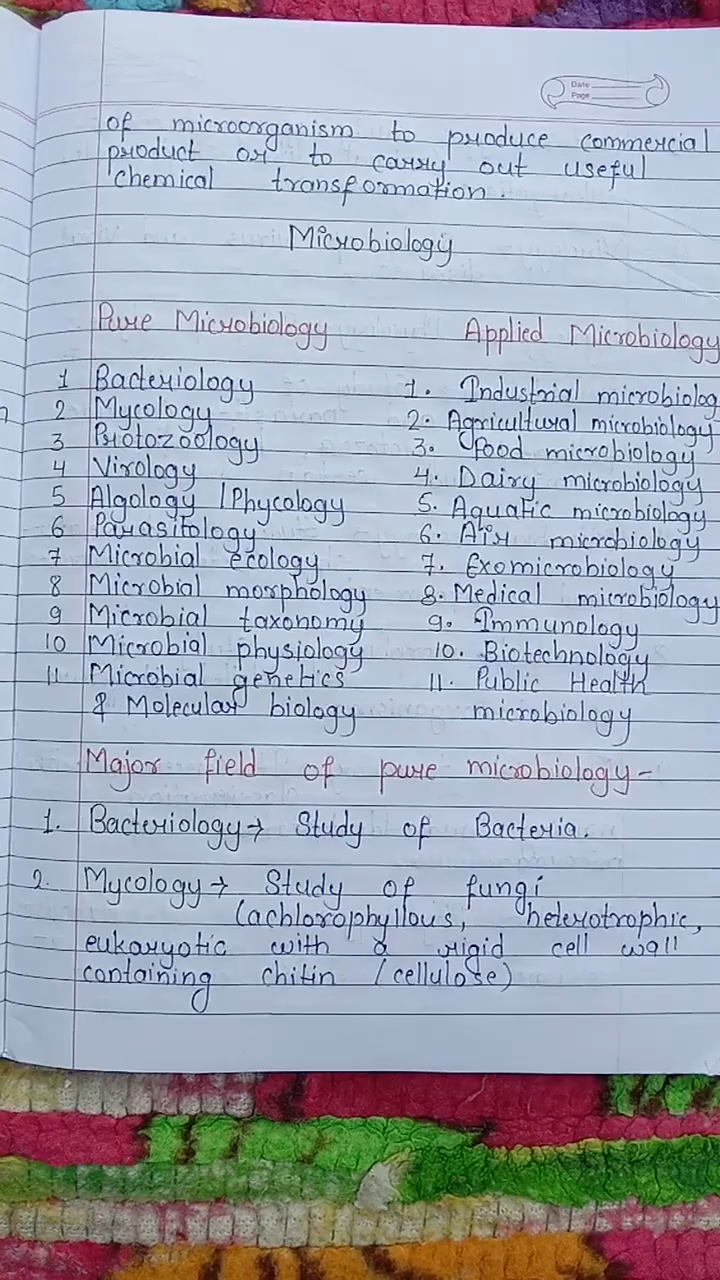 Date
Page
of microorganism to produce commercial
product or to carry out useful
chemical transformation.
Microbiology
Pure Microbiology Applied Microbiology
1 Bacteriology 1. Industrial microbiolog
2 Mycology 2. Agricultural microbiology
3 Protozoology 3. food microbiology
4 Virology 4. Dairy microbiology
5 Algology / Phycology 5. Aquatic microbiology
6 Parasitology 6. Air microbiology
7 Microbial ecology 7. Exomicrobiology
8 Microbial morphology 8. Medical microbiology
9 Microbial taxonomy 9. Immunology
10 Microbial physiology 10. Biotechnology
11 Microbial genetics 11. Public Health
& Molecular biology microbiology
Major field of pure microbiology-
1. Bacteriology → Study of Bacteria.
2. Mycology → Study of fungi
(achlorophyllous, heterotrophic,
eukaryotic with a rigid cell wall
containing chitin / cellulose)